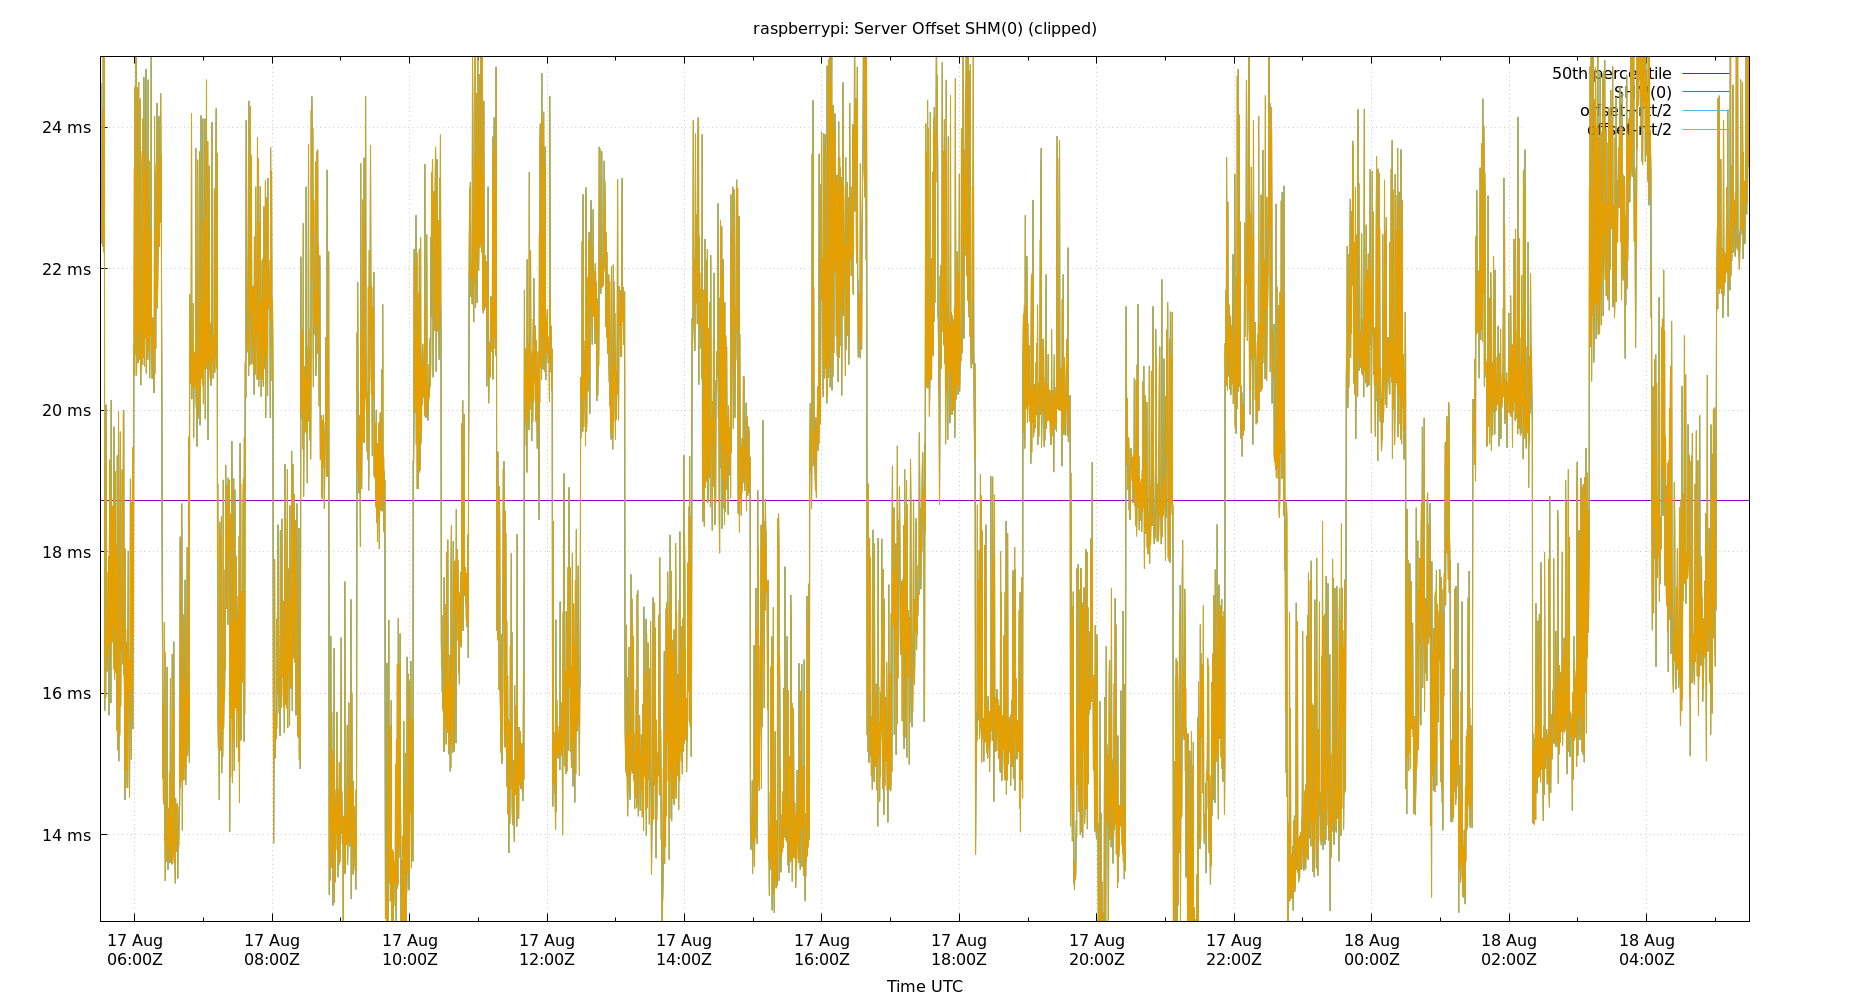 raspberrypi: Server Offset SHM(0) (clipped)
50th percentile
SHM(0)
offset+rtt/2
offset-rtt/2
24 ms
22 ms
20 ms
18 ms
16 ms
14 ms
17 Aug 17 Aug 17 Aug 17 Aug 17 Aug 17 Aug 17 Aug 17 Aug 17 Aug 18 Aug 18 Aug 18 Aug
06:00Z 08:00Z 10:00Z 12:00Z 14:00Z 16:00Z 18:00Z 20:00Z 22:00Z 00:00Z 02:00Z 04:00Z
Time UTC